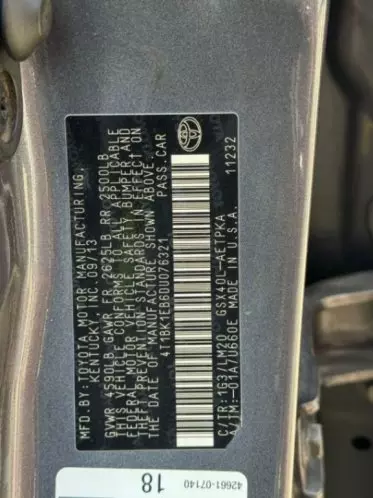 MFD.BY:TOYOTA MOTOR MANUFACTURING,
KENTUCKY, INC.09/13
GVWR 4590LB GAWR FR 2625LB RR 2500LB
THIS VEHICLE CONFORMS TO ALL APPLICABLE
FEDERAL MOTOR VEHICLE SAFETY, BUMPER,AND
THEFT PREVENTION STANDARDS IN EFFECT ON
THE DATE OF MANUFACTURE SHOWN ABOVE.
4T1BK1EB6DU076321 PASS.CAR
11232
C/TR:1G3/LM20 GSX40L-AETPKA
A/TM:-01A/U660E MADE IN U.S.A.
42661-07140
18